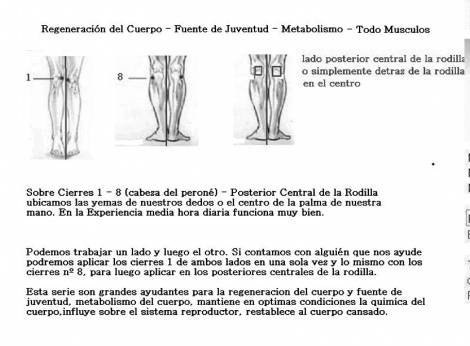 Regeneración del Cuerpo - Fuente de Juventud - Metabolismo - Todo Musculos
lado posterior central de la rodilla
o simplemente detras de la rodilla
en el centro
1
8
Sobre Cierres 1 - 8 (cabeza del peroné) - Posterior Central de la Rodilla
ubicamos las yemas de nuestros dedos o el centro de la palma de nuestra
mano. En la Experiencia media hora diaria funciona muy bien.
Podemos trabajar un lado y luego el otro. Si contamos con alguién que nos ayude
podremos aplicar los cierres 1 de ambos lados en una sola vez y lo mismo con los
cierres nº 8, para luego aplicar en los posteriores centrales de la rodilla.
Esta serie son grandes ayudantes para la regeneracion del cuerpo y fuente de
juventud, metabolismo del cuerpo, mantiene en optimas condiciones la quimica del
cuerpo,influye sobre el sistema reproductor, restablece al cuerpo cansado.